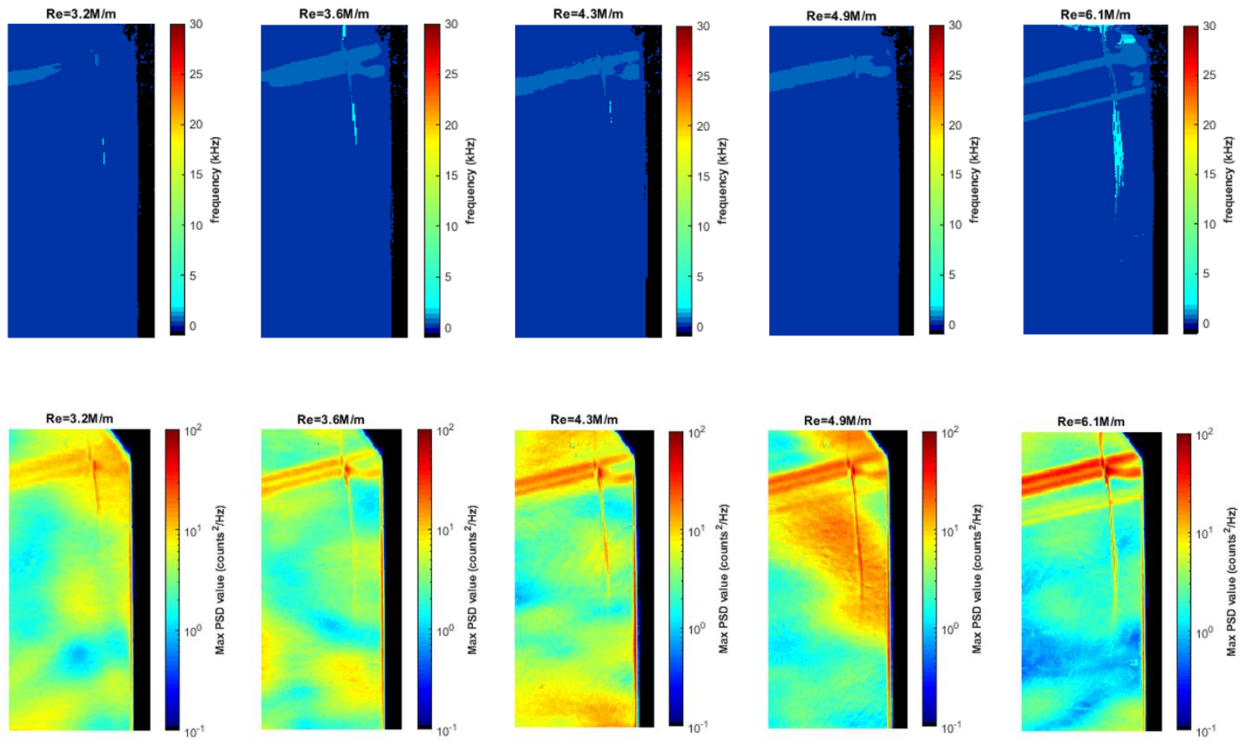 Re=3.2M/m Re=3.6M/m Re=4.3M/m Re=4.9M/m Re=6.1M/m
30 25 20 15 10 5 0 frequency (kHz)
30 25 20 15 10 5 0 frequency (kHz)
30 25 20 15 10 5 0 frequency (kHz)
30 25 20 15 10 5 0 frequency (kHz)
30 25 20 15 10 5 0 frequency (kHz)
Re=3.2M/m Re=3.6M/m Re=4.3M/m Re=4.9M/m Re=6.1M/m
10² 10¹ 10⁰ 10⁻¹ Max PSD value (counts²/Hz)
10² 10¹ 10⁰ 10⁻¹ Max PSD value (counts²/Hz)
10² 10¹ 10⁰ 10⁻¹ Max PSD value (counts²/Hz)
10² 10¹ 10⁰ 10⁻¹ Max PSD value (counts²/Hz)
10² 10¹ 10⁰ 10⁻¹ Max PSD value (counts²/Hz)